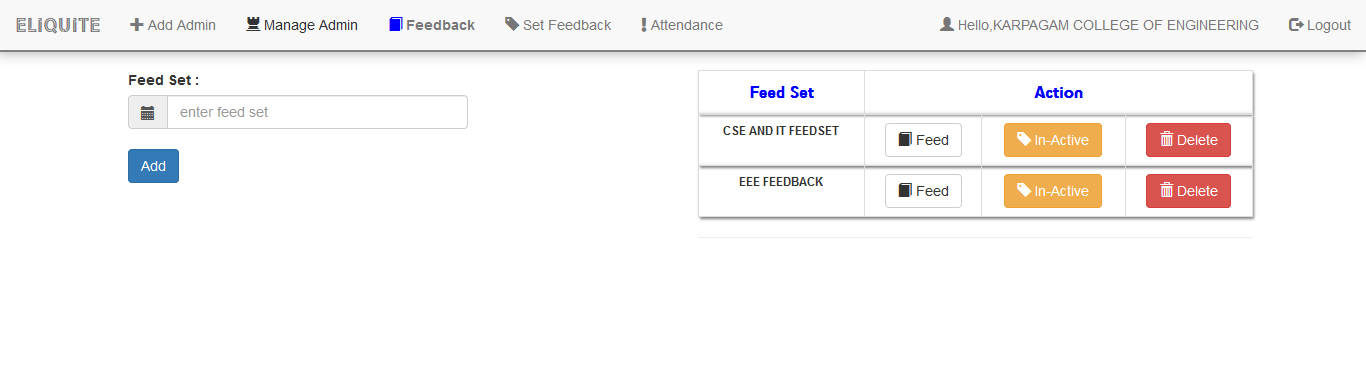 ELIQUITE Add Admin Manage Admin Feedback Set Feedback Attendance Hello,KARPAGAM COLLEGE OF ENGINEERING Logout
Feed Set :
enter feed set
Add
Feed Set Action
CSE AND IT FEEDSET Feed In-Active Delete
EEE FEEDBACK Feed In-Active Delete